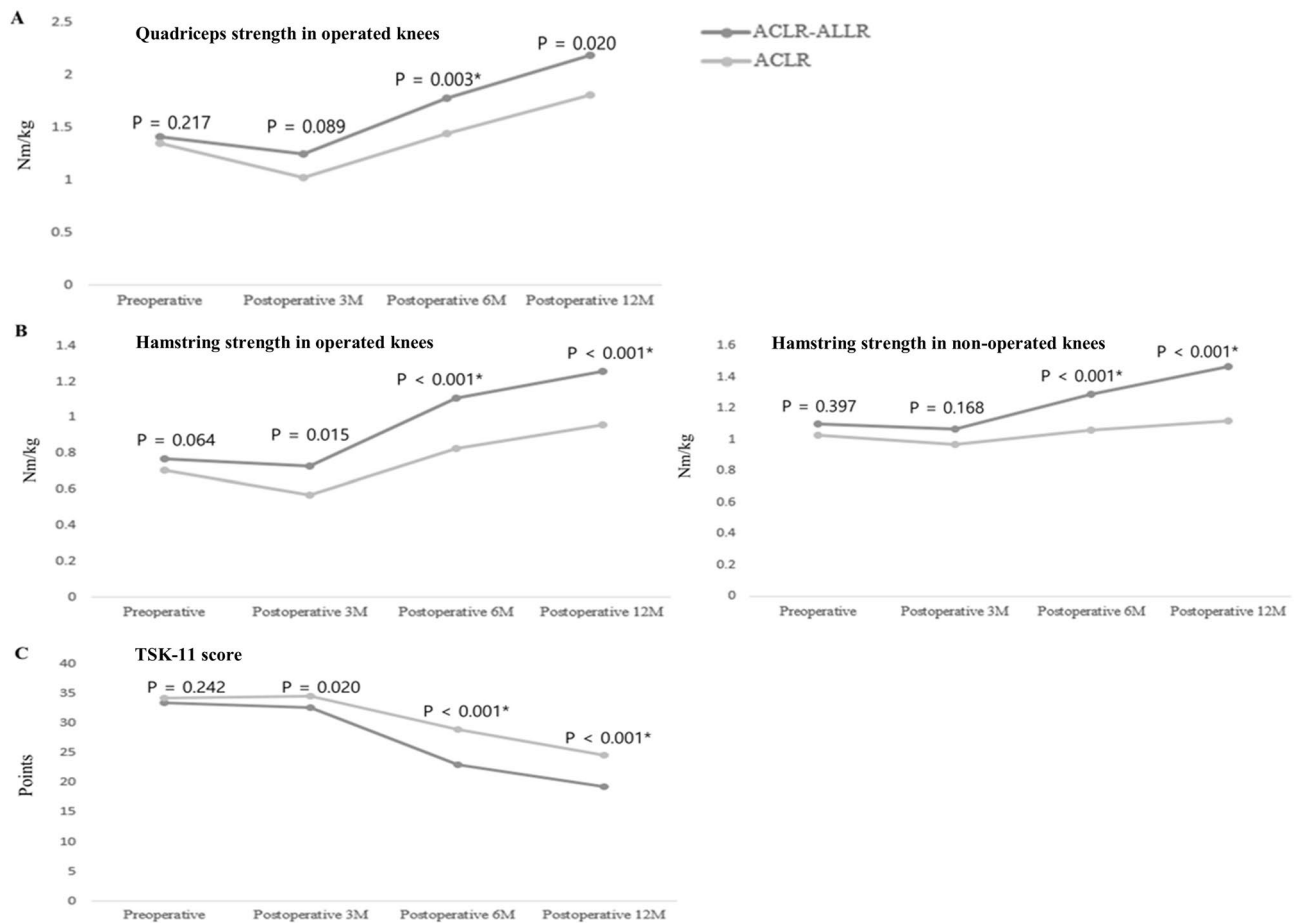 A
Quadriceps strength in operated knees
ACLR-ALLR
ACLR
2.5
2
1.5
1
0.5
0
Nm/kg
P = 0.217
P = 0.089
P = 0.003*
P = 0.020
Preoperative
Postoperative 3M
Postoperative 6M
Postoperative 12M
B
Hamstring strength in operated knees
1.4
1.2
1
0.8
0.6
0.4
0.2
0
Nm/kg
P = 0.064
P = 0.015
P < 0.001*
P < 0.001*
Preoperative
Postoperative 3M
Postoperative 6M
Postoperative 12M
Hamstring strength in non-operated knees
1.6
1.4
1.2
1
0.8
0.6
0.4
0.2
0
Nm/kg
P = 0.397
P = 0.168
P < 0.001*
P < 0.001*
Preoperative
Postoperative 3M
Postoperative 6M
Postoperative 12M
C
TSK-11 score
40
35
30
25
20
15
10
5
0
Points
P = 0.242
P = 0.020
P < 0.001*
P < 0.001*
Preoperative
Postoperative 3M
Postoperative 6M
Postoperative 12M